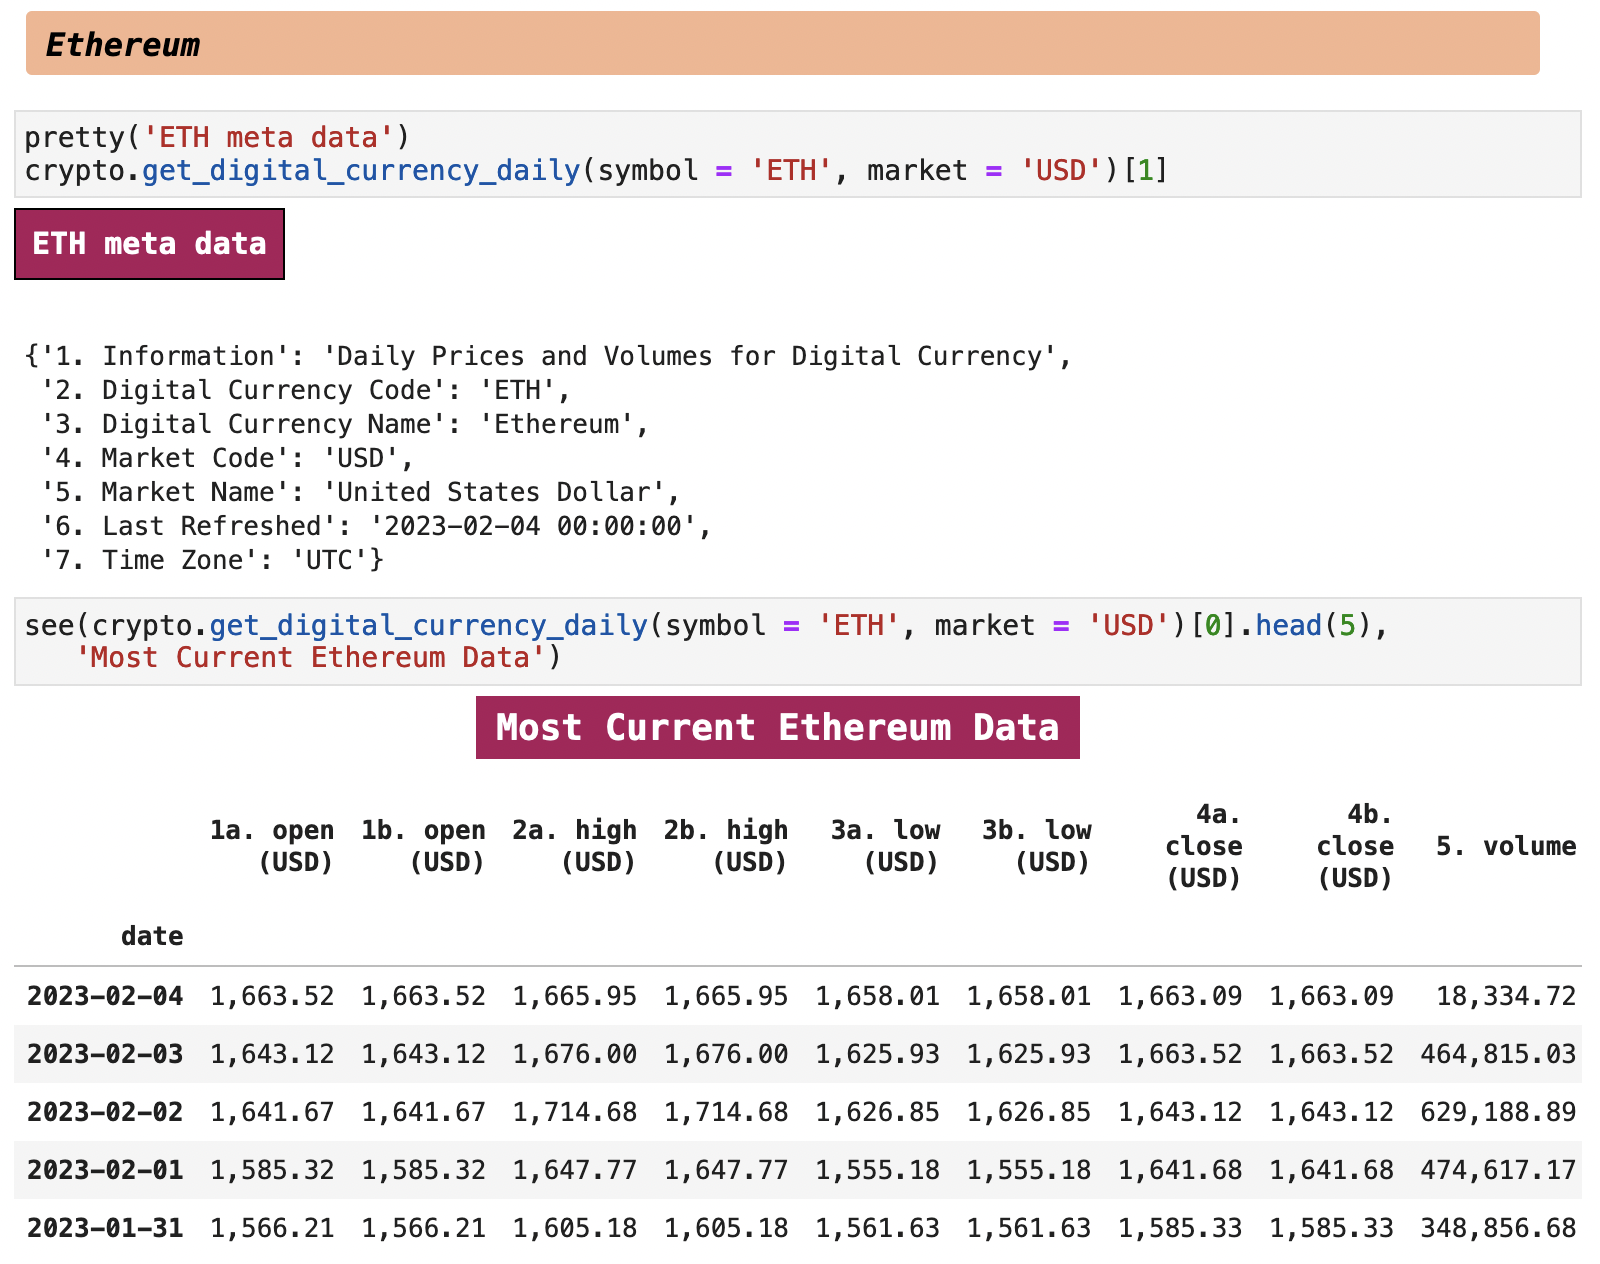 Ethereum
pretty('ETH meta data')
crypto.get_digital_currency_daily(symbol = 'ETH', market = 'USD')[1]
ETH meta data
{'1. Information': 'Daily Prices and Volumes for Digital Currency',
'2. Digital Currency Code': 'ETH',
'3. Digital Currency Name': 'Ethereum',
'4. Market Code': 'USD',
'5. Market Name': 'United States Dollar',
'6. Last Refreshed': '2023-02-04 00:00:00',
'7. Time Zone': 'UTC'}
see(crypto.get_digital_currency_daily(symbol = 'ETH', market = 'USD')[0].head(5),
'Most Current Ethereum Data')
Most Current Ethereum Data
1a. open (USD) 1b. open (USD) 2a. high (USD) 2b. high (USD) 3a. low (USD) 3b. low (USD) 4a. close (USD) 4b. close (USD) 5. volume
date
2023-02-04 1,663.52 1,663.52 1,665.95 1,665.95 1,658.01 1,658.01 1,663.09 1,663.09 18,334.72
2023-02-03 1,643.12 1,643.12 1,676.00 1,676.00 1,625.93 1,625.93 1,663.52 1,663.52 464,815.03
2023-02-02 1,641.67 1,641.67 1,714.68 1,714.68 1,626.85 1,626.85 1,643.12 1,643.12 629,188.89
2023-02-01 1,585.32 1,585.32 1,647.77 1,647.77 1,555.18 1,555.18 1,641.68 1,641.68 474,617.17
2023-01-31 1,566.21 1,566.21 1,605.18 1,605.18 1,561.63 1,561.63 1,585.33 1,585.33 348,856.68